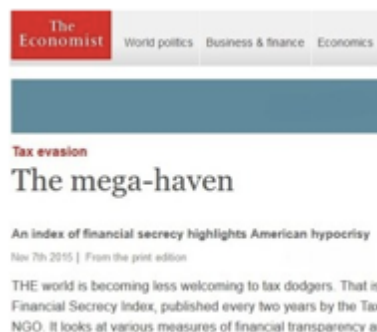 The
Economist
World politics Business & finance Economics
Tax evasion
The mega-haven
An index of financial secrecy highlights American hypocrisy
Nov 7th 2015 | From the print edition
THE world is becoming less welcoming to tax dodgers. That is
Financial Secrecy Index, published every two years by the Tax
NGO. It looks at various measures of financial transparency